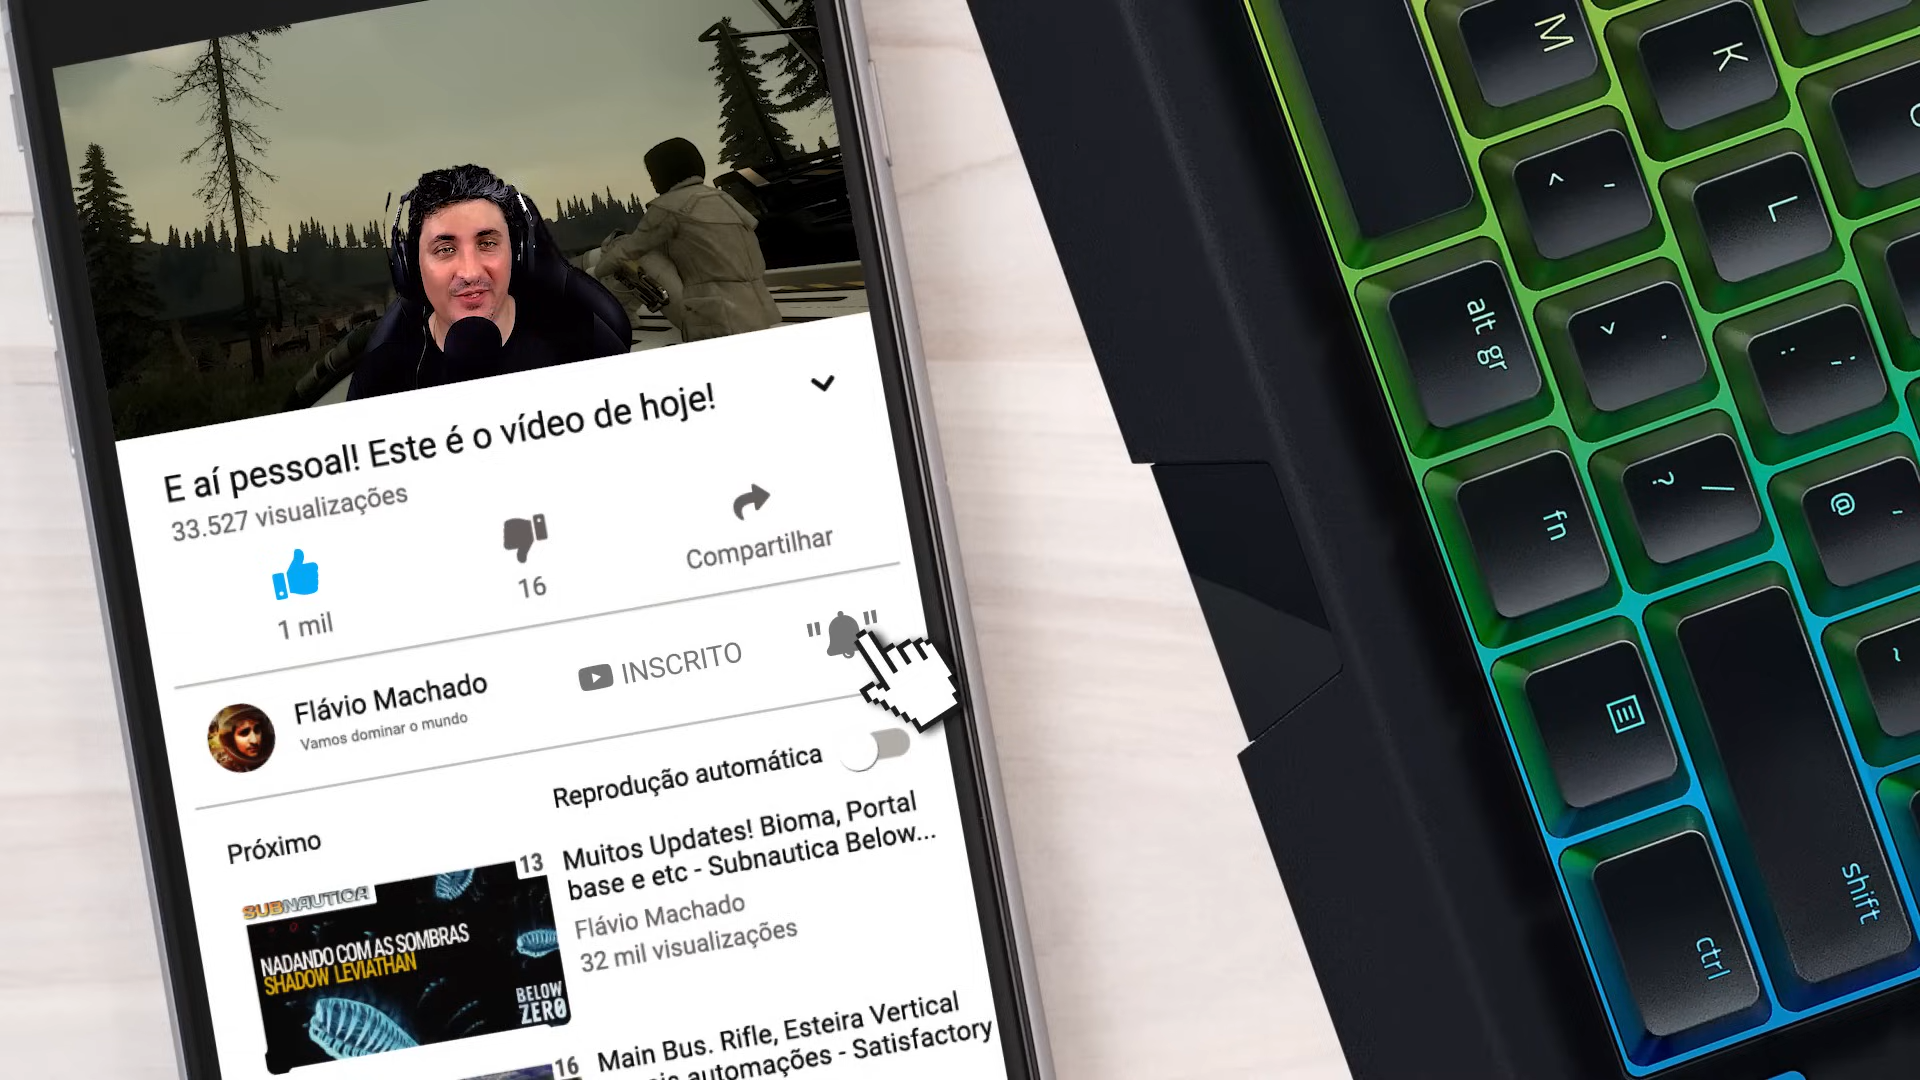 E aí pessoal! Este é o vídeo de hoje!
33.527 visualizações
1 mil
16
Compartilhar
Flávio Machado
Vamos dominar o mundo
INSCRITO
" "
Reprodução automática
Próximo
13
SUBNAUTICA
NADANDO COM AS SOMBRAS
SHADOW LEVIATHAN
BELOW
ZERO
Muitos Updates! Bioma, Portal
base e etc - Subnautica Below...
Flávio Machado
32 mil visualizações
16
Main Bus. Rifle, Esteira Vertical
automações - Satisfactory
M
K
L
alt gr
fn
? /
@
shift
ctrl